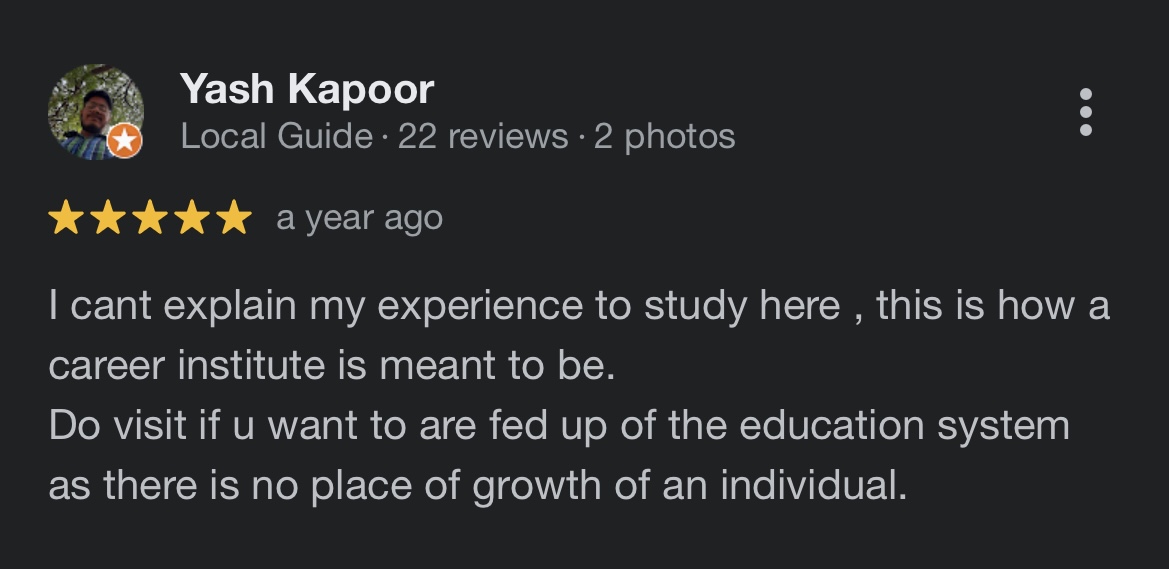 Yash Kapoor
Local Guide · 22 reviews · 2 photos
a year ago
I cant explain my experience to study here , this is how a
career institute is meant to be.
Do visit if u want to are fed up of the education system
as there is no place of growth of an individual.